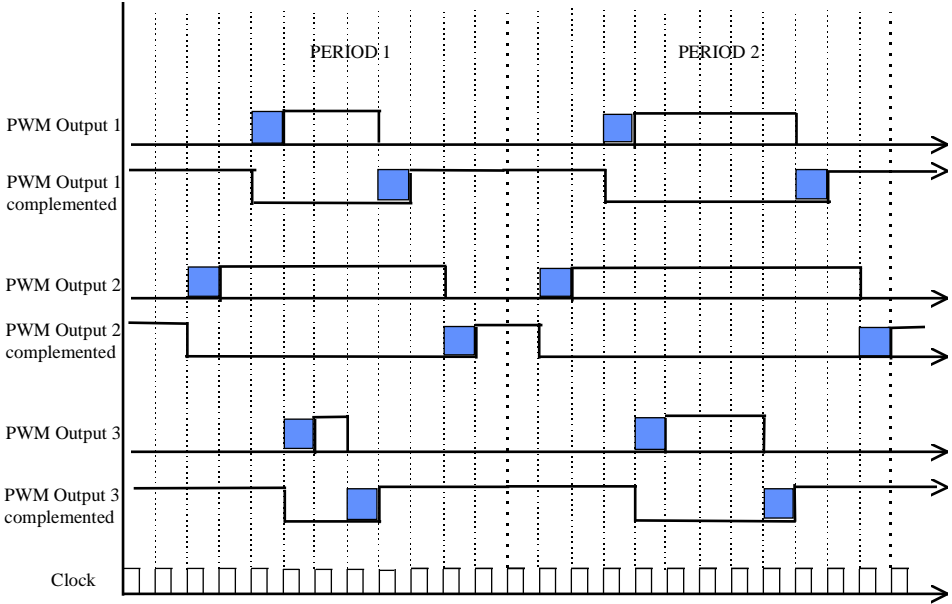 PERIOD 1
PERIOD 2
PWM Output 1
PWM Output 1
complemented
PWM Output 2
PWM Output 2
complemented
PWM Output 3
PWM Output 3
complemented
Clock